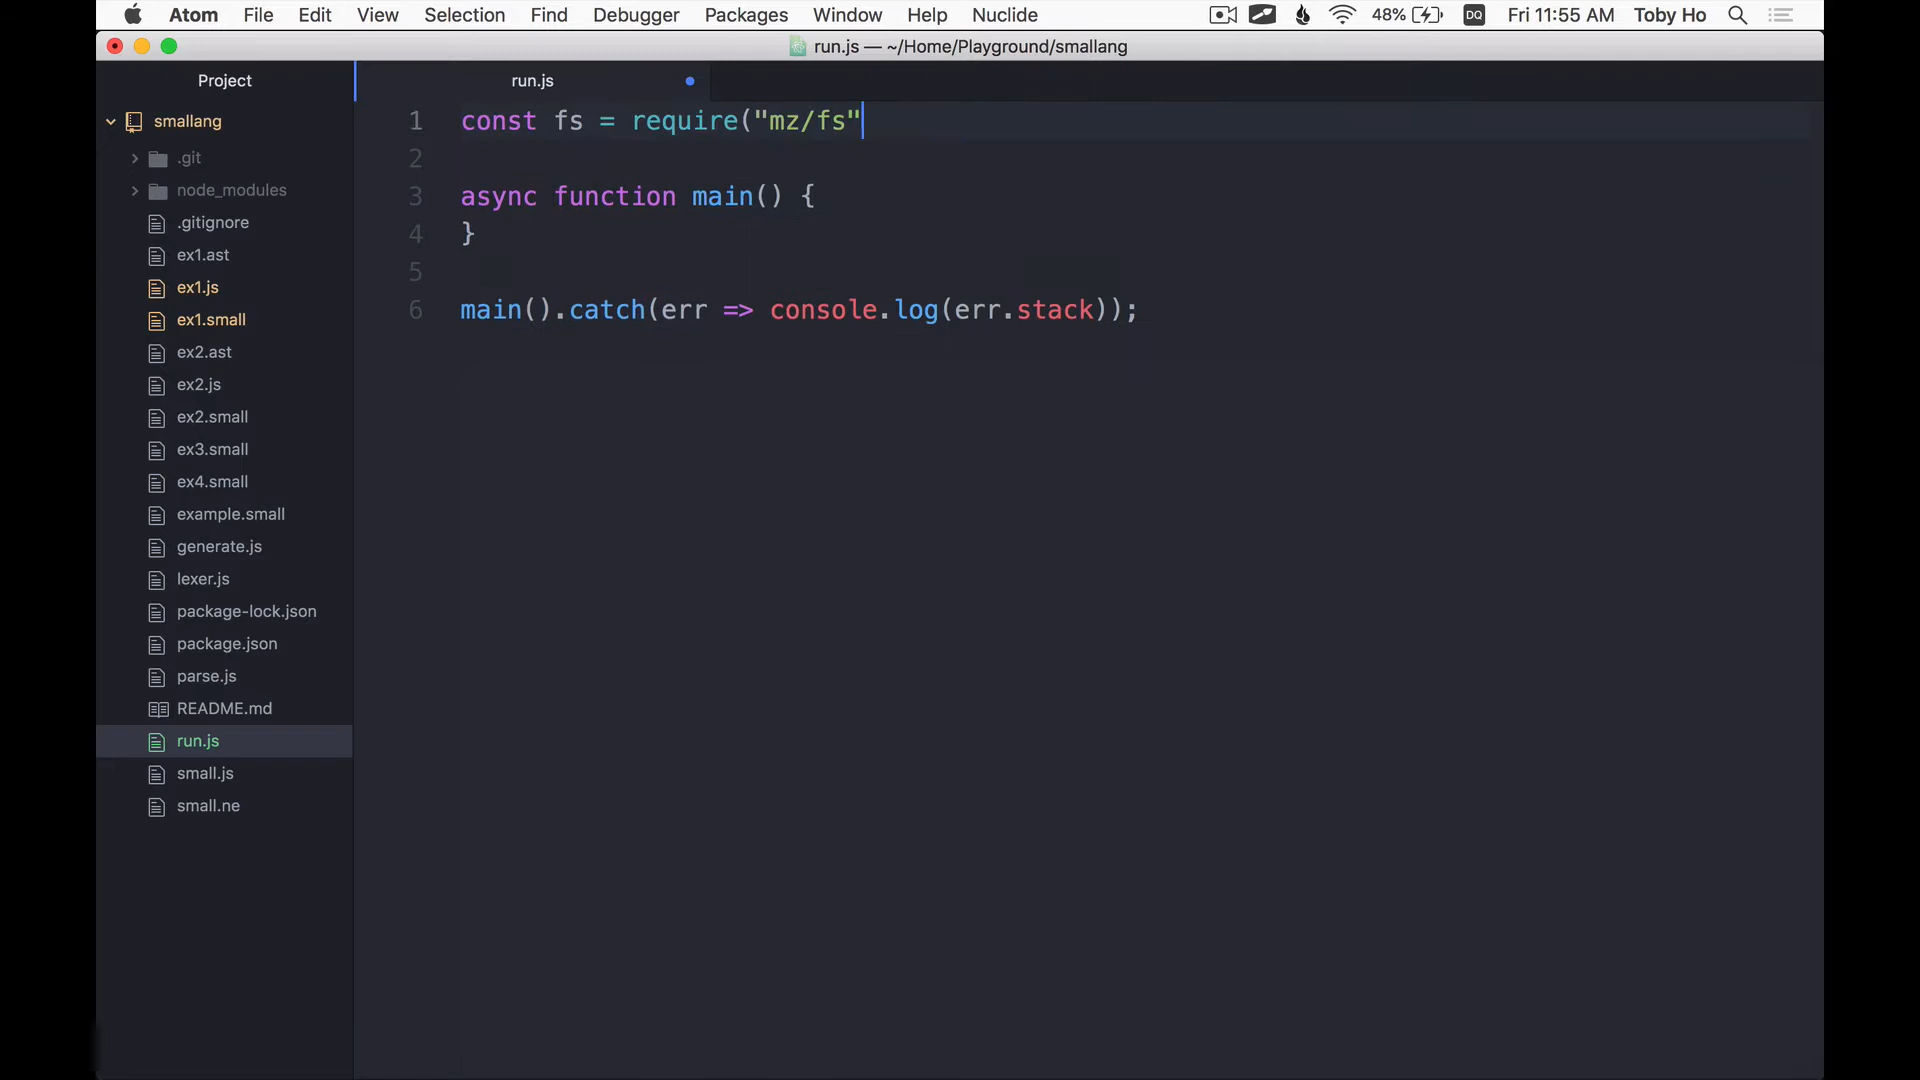 Atom File Edit View Selection Find Debugger Packages Window Help Nuclide 48% DQ Fri 11:55 AM Toby Ho
run.js — ~/Home/Playground/smallang
Project
smallang
.git
node_modules
.gitignore
ex1.ast
ex1.js
ex1.small
ex2.ast
ex2.js
ex2.small
ex3.small
ex4.small
example.small
generate.js
lexer.js
package-lock.json
package.json
parse.js
README.md
run.js
small.js
small.ne
run.js
1 const fs = require("mz/fs"
2
3 async function main() {
4 }
5
6 main().catch(err => console.log(err.stack));